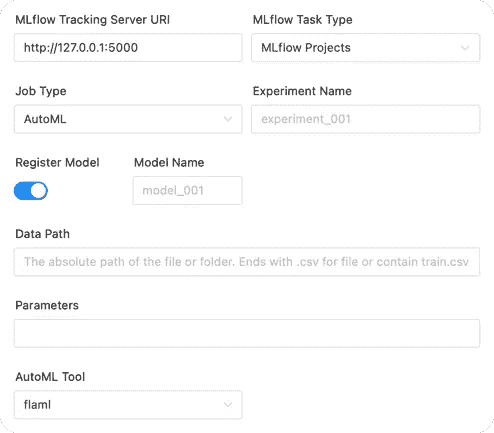 MLflow Tracking Server URI
MLflow Task Type
http://127.0.0.1:5000
MLflow Projects
Job Type
Experiment Name
AutoML
experiment_001
Register Model
Model Name
model_001
Data Path
The absolute path of the file or folder. Ends with .csv for file or contain train.csv
Parameters
AutoML Tool
flaml